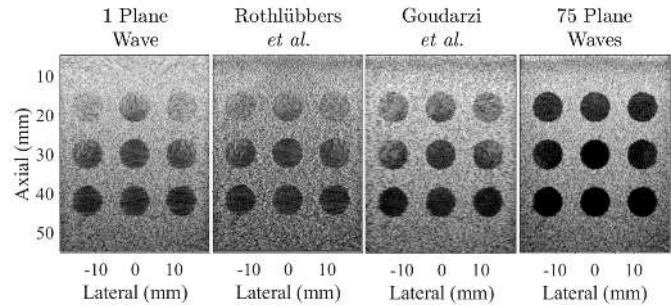 1 Plane
Wave
Rothlübbers
et al.
Goudarzi
et al.
75 Plane
Waves
Axial (mm)
10
20
30
40
50
-10 0 10
-10 0 10
-10 0 10
-10 0 10
Lateral (mm)
Lateral (mm)
Lateral (mm)
Lateral (mm)